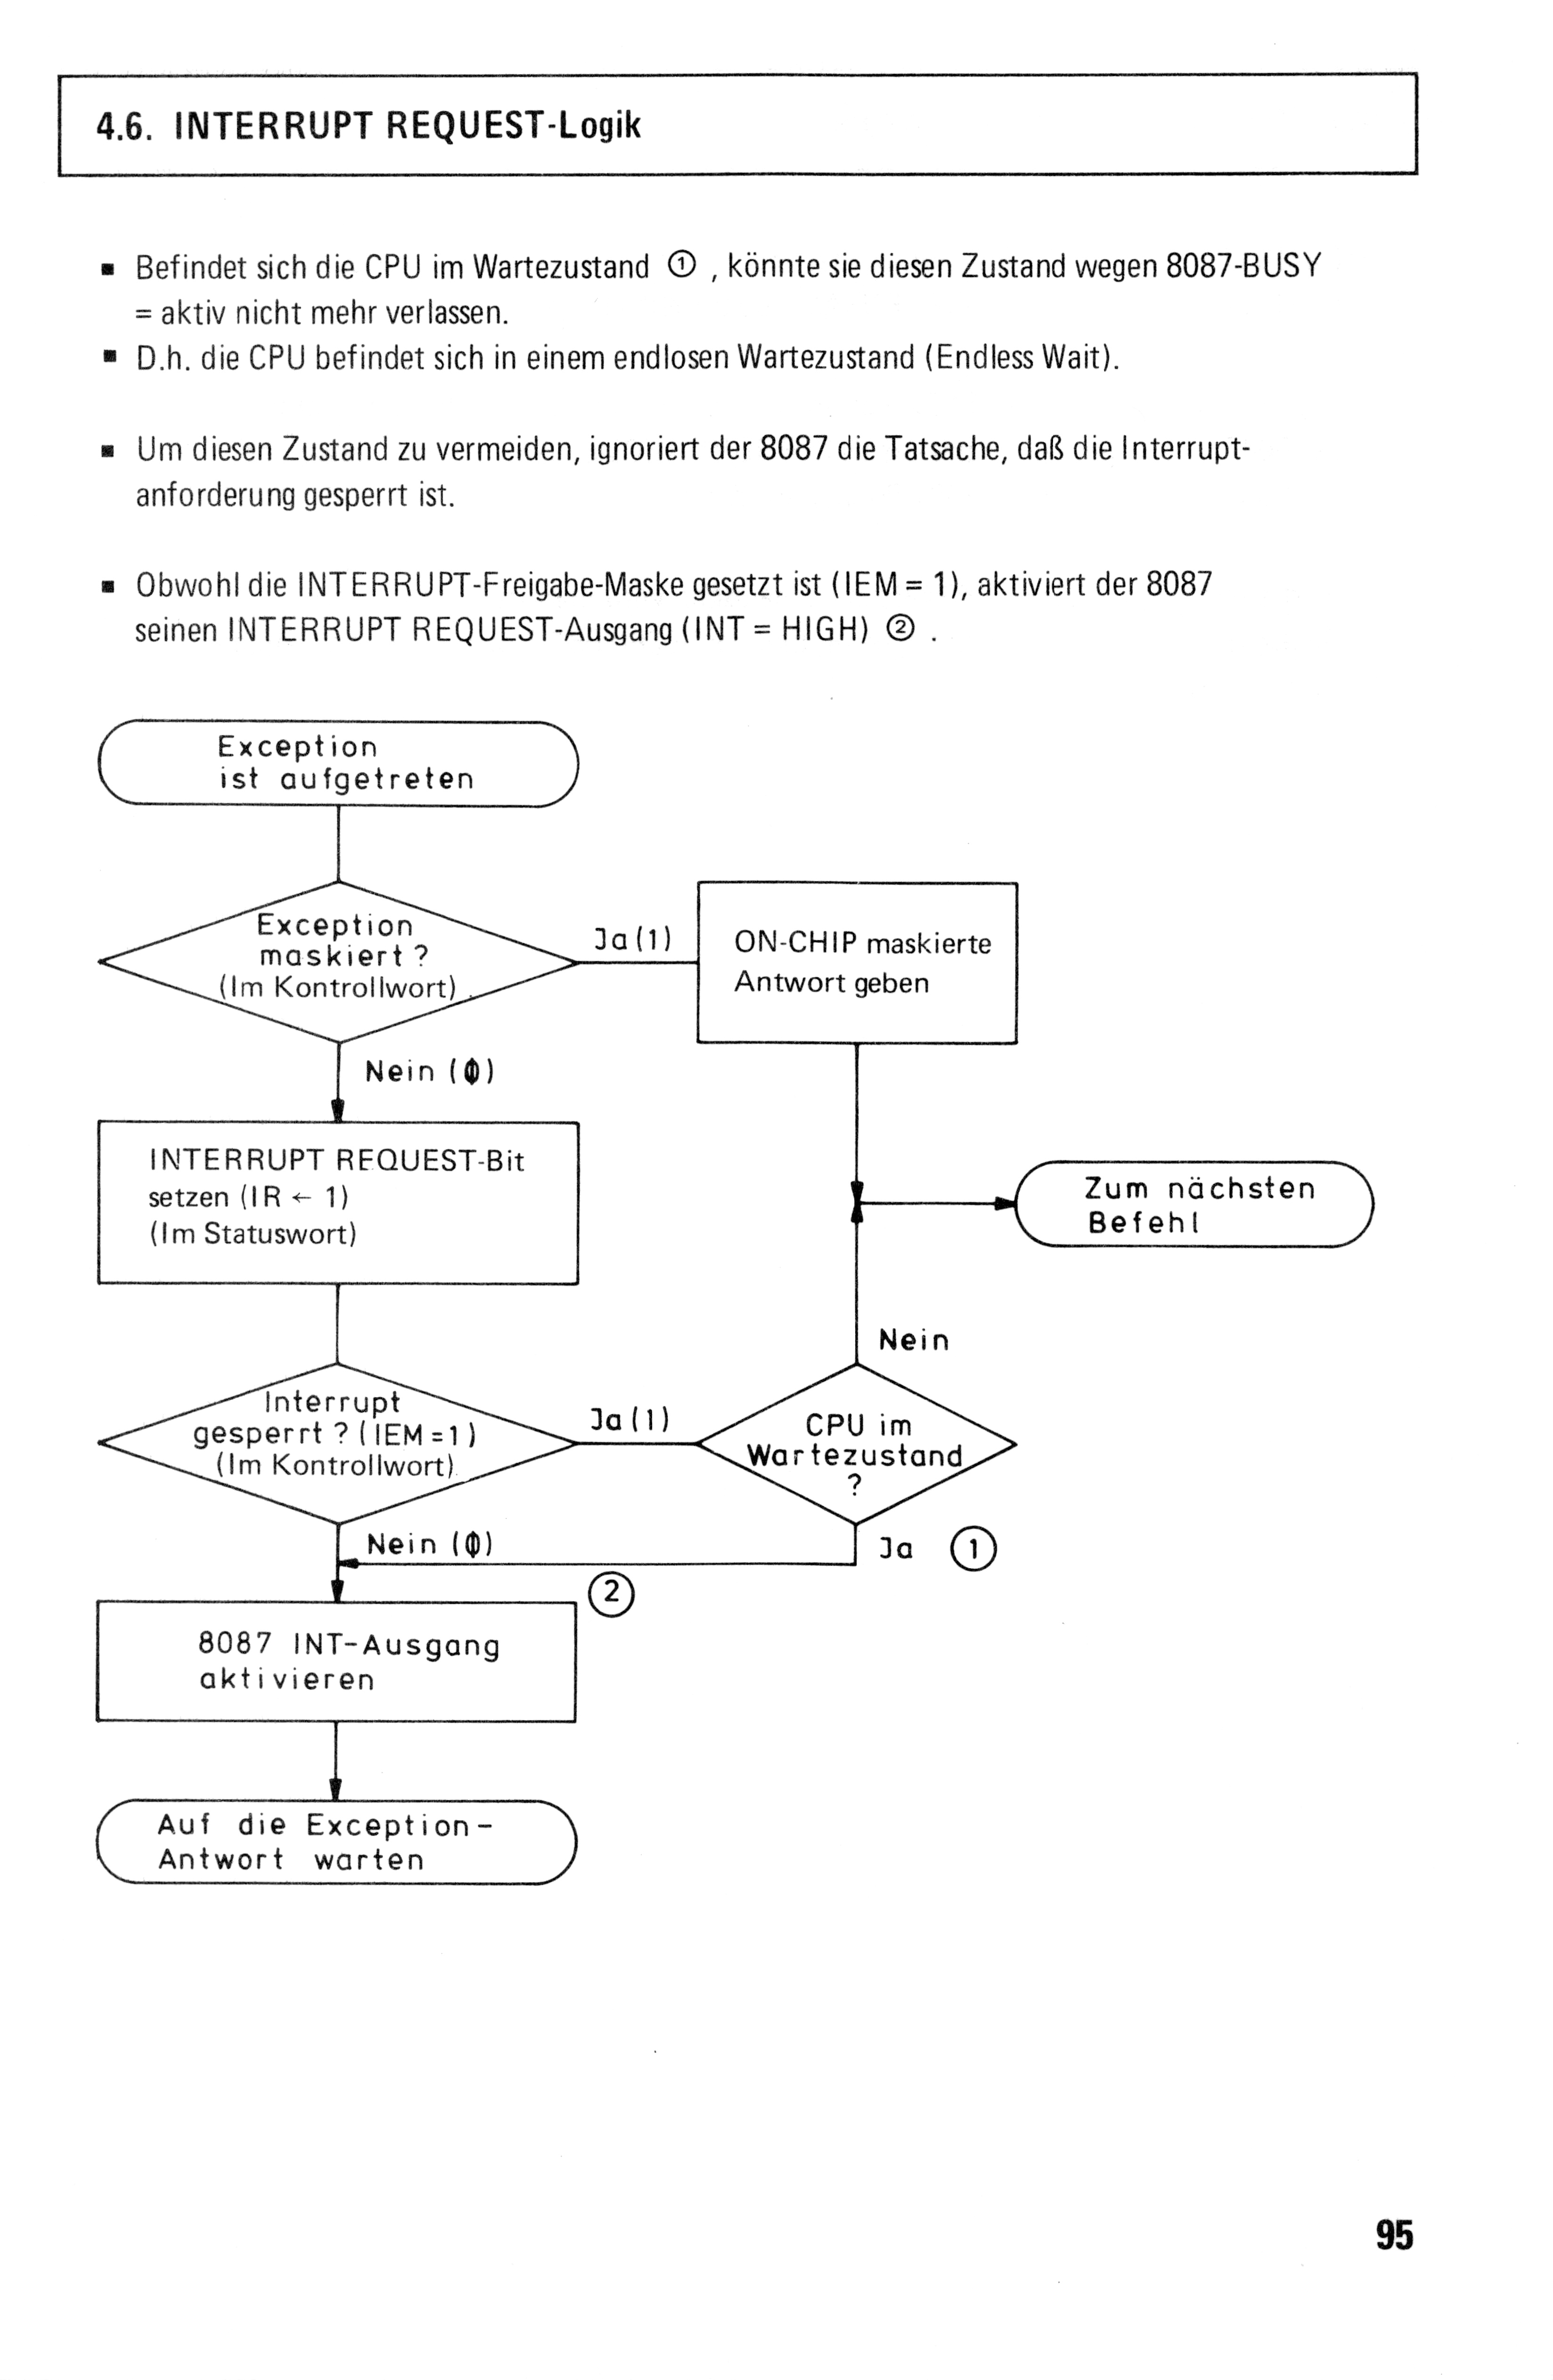 4.6. INTERRUPT REQUEST-Logik
▪ Befindet sich die CPU im Wartezustand ① , könnte sie diesen Zustand wegen 8087-BUSY
= aktiv nicht mehr verlassen.
▪ D.h. die CPU befindet sich in einem endlosen Wartezustand (Endless Wait).
▪ Um diesen Zustand zu vermeiden, ignoriert der 8087 die Tatsache, daß die Interrupt-
anforderung gesperrt ist.
▪ Obwohl die INTERRUPT-Freigabe-Maske gesetzt ist (IEM = 1), aktiviert der 8087
seinen INTERRUPT REQUEST-Ausgang (INT = HIGH) ② .
Exception
ist aufgetreten
Exception
maskiert ?
(Im Kontrollwort)
Ja (1)
ON-CHIP maskierte
Antwort geben
Nein (0)
INTERRUPT REQUEST-Bit
setzen (IR ← 1)
(Im Statuswort)
Zum nächsten
Befehl
Nein
Interrupt
gesperrt ? (IEM = 1)
(Im Kontrollwort)
Ja (1)
CPU im
Wartezustand
?
Nein (0)
Ja ①
②
8087 INT-Ausgang
aktivieren
Auf die Exception-
Antwort warten
95